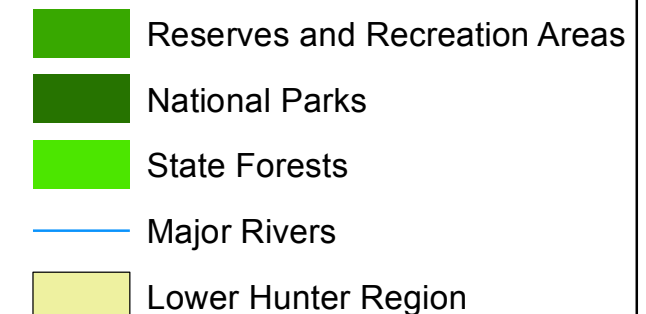 Reserves and Recreation Areas
National Parks
State Forests
Major Rivers
Lower Hunter Region